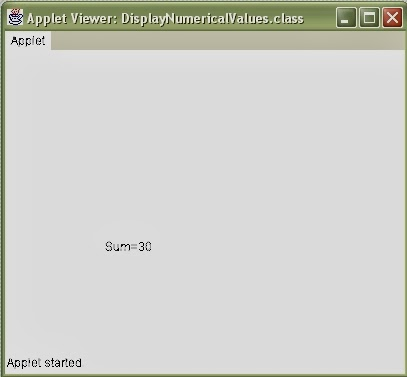 Applet Viewer: DisplayNumericalValues.class
Applet
Sum=30
Applet started